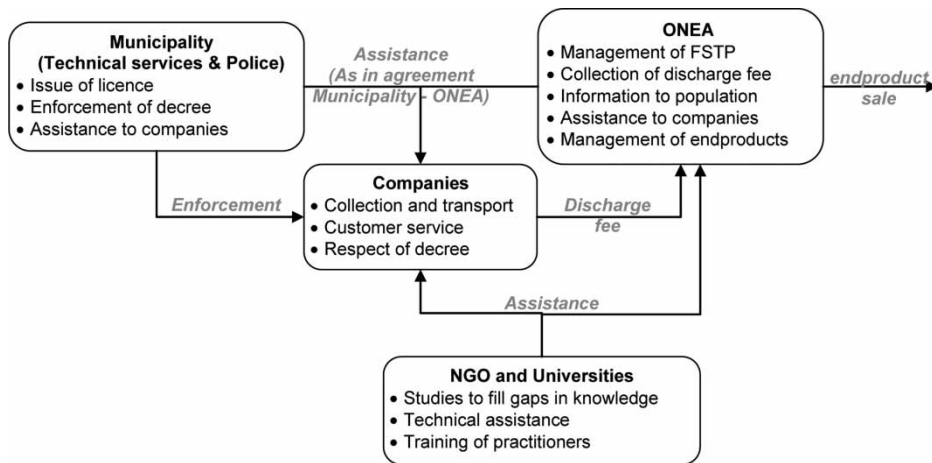 Municipality
(Technical services & Police)
• Issue of licence
• Enforcement of decree
• Assistance to companies
Assistance
(As in agreement
Municipality - ONEA)
ONEA
• Management of FSTP
• Collection of discharge fee
• Information to population
• Assistance to companies
• Management of endproducts
endproduct
sale
Enforcement
Companies
• Collection and transport
• Customer service
• Respect of decree
Discharge
fee
Assistance
NGO and Universities
• Studies to fill gaps in knowledge
• Technical assistance
• Training of practitioners